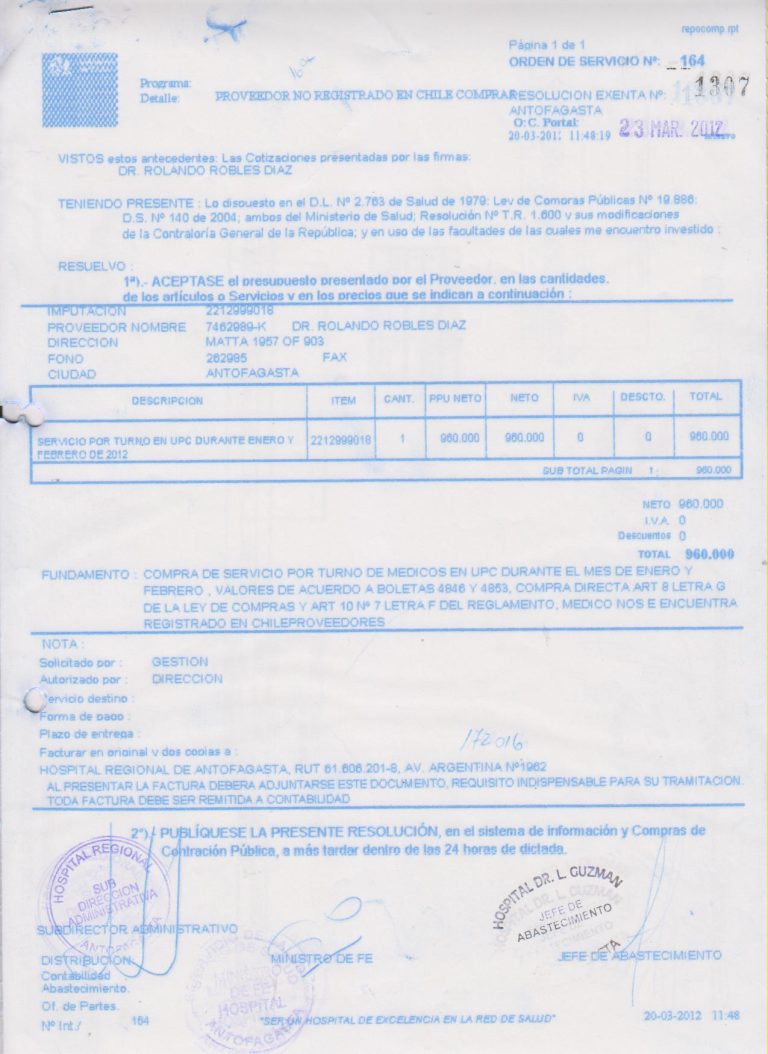 repocomp.rpt
Página 1 de 1
ORDEN DE SERVICIO Nº: 164
Programa:
Detalle: PROVEEDOR NO REGISTRADO EN CHILE COMPRA
RESOLUCION EXENTA Nº: 1307
ANTOFAGASTA
O:C. Portal:
20-03-2012 11:48:19 23 MAR. 2012
VISTOS estos antecedentes: Las Cotizaciones presentadas por las firmas:
DR. ROLANDO ROBLES DIAZ
TENIENDO PRESENTE : Lo dispuesto en el D.L. Nº 2.763 de Salud de 1979; Ley de Compras Públicas Nº 19.886;
D.S. Nº 140 de 2004; ambos del Ministerio de Salud; Resolución Nº T.R. 1.600 y sus modificaciones
de la Contraloría General de la República; y en uso de las facultades de las cuales me encuentro investido :
RESUELVO :
1º).- ACEPTASE el presupuesto presentado por el Proveedor, en las cantidades,
de los artículos o Servicios y en los precios que se indican a continuación :
IMPUTACION 2212999018
PROVEEDOR NOMBRE 7462989-K DR. ROLANDO ROBLES DIAZ
DIRECCION MATTA 1957 OF 903
FONO 262985 FAX
CIUDAD ANTOFAGASTA
DESCRIPCION ITEM CANT. PPU NETO NETO IVA DESCTO. TOTAL
SERVICIO POR TURNO EN UPC DURANTE ENERO Y 2212999018 1 960.000 960.000 0 0 960.000
FEBRERO DE 2012
SUB TOTAL PAGIN 1 : 960.000
NETO 960.000
I.V.A. 0
Descuentos 0
TOTAL 960.000
FUNDAMENTO : COMPRA DE SERVICIO POR TURNO DE MEDICOS EN UPC DURANTE EL MES DE ENERO Y
FEBRERO , VALORES DE ACUERDO A BOLETAS 4846 Y 4853, COMPRA DIRECTA ART 8 LETRA G
DE LA LEY DE COMPRAS Y ART 10 Nº 7 LETRA F DEL REGLAMENTO, MEDICO NOS E ENCUENTRA
REGISTRADO EN CHILEPROVEEDORES
NOTA :
Solicitado por : GESTION
Autorizado por : DIRECCION
ervicio destino :
Forma de pago :
Plazo de entrega :
Facturar en original y dos copias a : 172016
HOSPITAL REGIONAL DE ANTOFAGASTA, RUT 61.606.201-8, AV. ARGENTINA Nº1962
AL PRESENTAR LA FACTURA DEBERA ADJUNTARSE ESTE DOCUMENTO, REQUISITO INDISPENSABLE PARA SU TRAMITACION.
TODA FACTURA DEBE SER REMITIDA A CONTABILIDAD
2º).- PUBLÍQUESE LA PRESENTE RESOLUCIÓN, en el sistema de información y Compras de
Contración Pública, a más tardar dentro de las 24 horas de dictada.
HOSPITAL REGIONAL
SUB
DIRECCION
ADMINISTRATIVA
ANTOFAGASTA
HOSPITAL DR. L. GUZMAN
JEFE DE
ABASTECIMIENTO
SUBDIRECTOR ADMINISTRATIVO
MINISTRO DE FE
JEFE DE ABASTECIMIENTO
MINISTRO
DE FE
HOSPITAL
ANTOFAGASTA
DISTRIBUCION:
Contabilidad
Abastecimiento.
Of. de Partes.
Nº Int./ 164 "SER UN HOSPITAL DE EXCELENCIA EN LA RED DE SALUD" 20-03-2012 11:48